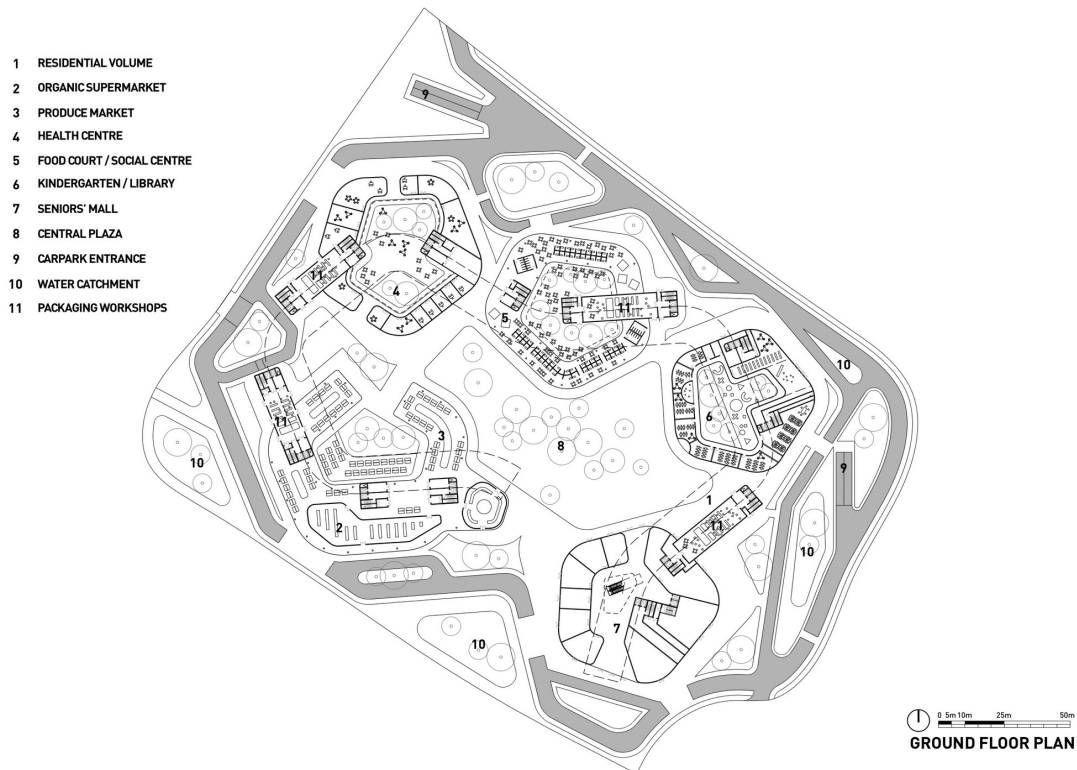 1 RESIDENTIAL VOLUME
2 ORGANIC SUPERMARKET
3 PRODUCE MARKET
4 HEALTH CENTRE
5 FOOD COURT / SOCIAL CENTRE
6 KINDERGARTEN / LIBRARY
7 SENIORS' MALL
8 CENTRAL PLAZA
9 CARPARK ENTRANCE
10 WATER CATCHMENT
11 PACKAGING WORKSHOPS
9
11
4
11
5
10
11
3
6
8
10
9
1
2
11
10
7
10
0 5m 10m 25m 50m
GROUND FLOOR PLAN